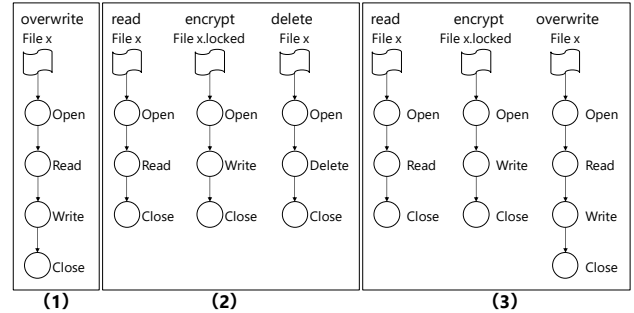 overwrite
File x
Open
Read
Write
Close
(1)
read encrypt delete
File x File x.locked File x
Open Open Open
Read Write Delete
Close Close Close
(2)
read encrypt overwrite
File x File x.locked File x
Open Open Open
Read Write Read
Close Close Write
Close
(3)